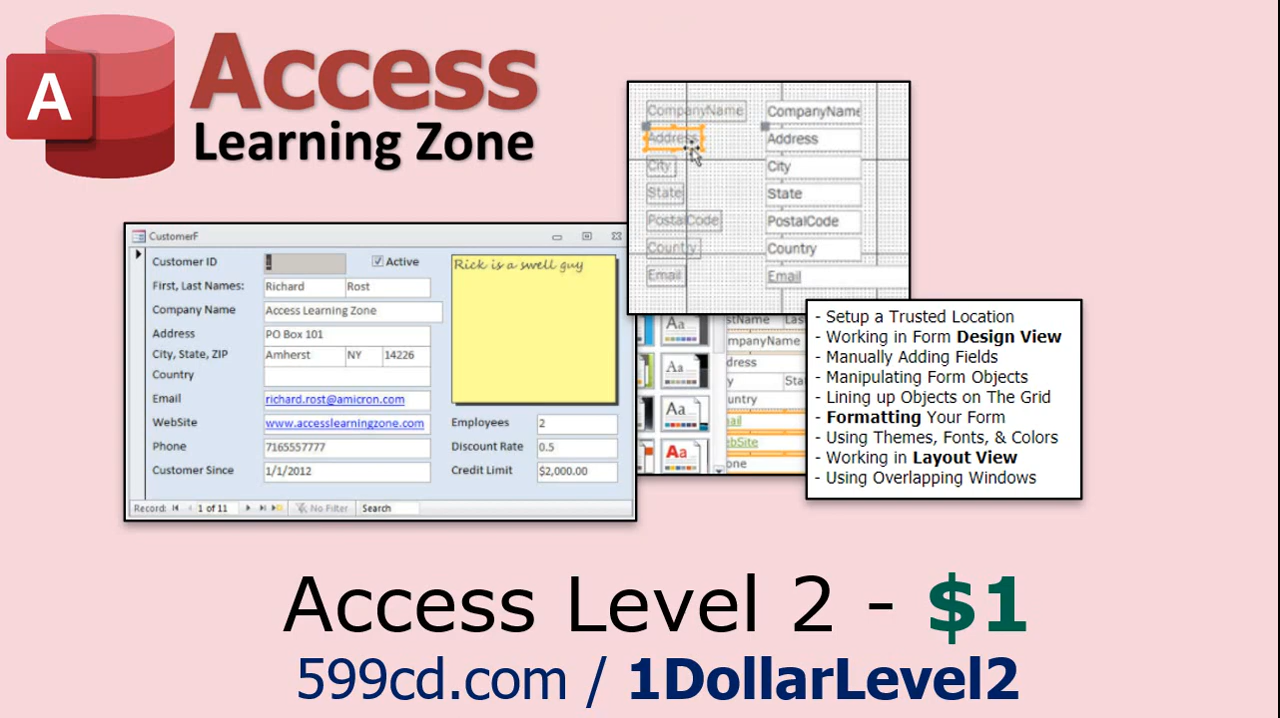 A
Access
Learning Zone
CompanyName CompanyName
Address Address
City City
State State
PostalCode PostalCode
Country Country
Email Email
CustomerF
Customer ID
Active
First, Last Names: Richard Rost
Company Name Access Learning Zone
Address PO Box 101
City, State, ZIP Amherst NY 14226
Country
Email richard.rost@amicron.com
WebSite www.accesslearningzone.com
Phone 7165557777
Customer Since 1/1/2012
Rick is a swell guy
Employees 2
Discount Rate 0.5
Credit Limit $2,000.00
Record: 1 of 11 No Filter Search
Aa
Aa
Aa
Aa
- Setup a Trusted Location
- Working in Form Design View
- Manually Adding Fields
- Manipulating Form Objects
- Lining up Objects on The Grid
- Formatting Your Form
- Using Themes, Fonts, & Colors
- Working in Layout View
- Using Overlapping Windows
Access Level 2 - $1
599cd.com / 1DollarLevel2